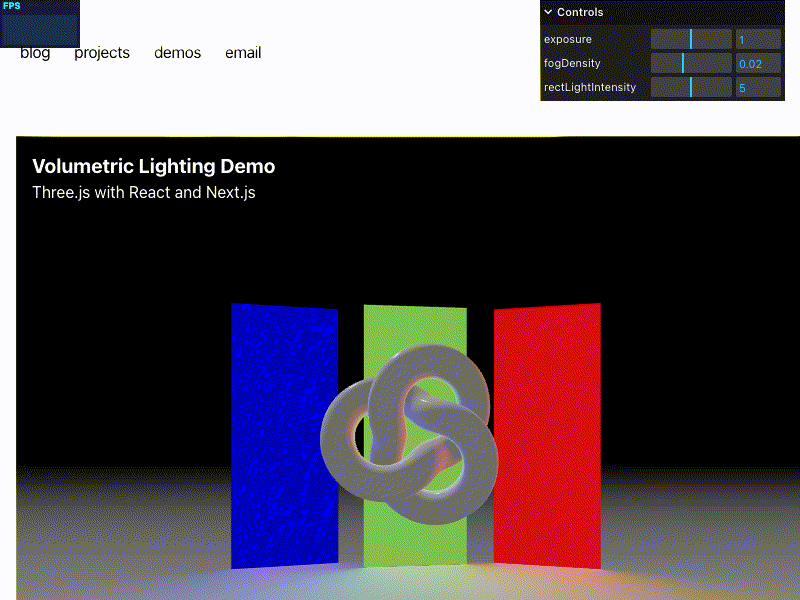 FPS
blog projects demos email
Controls
exposure 1
fogDensity 0.02
rectLightIntensity 5
Volumetric Lighting Demo
Three.js with React and Next.js